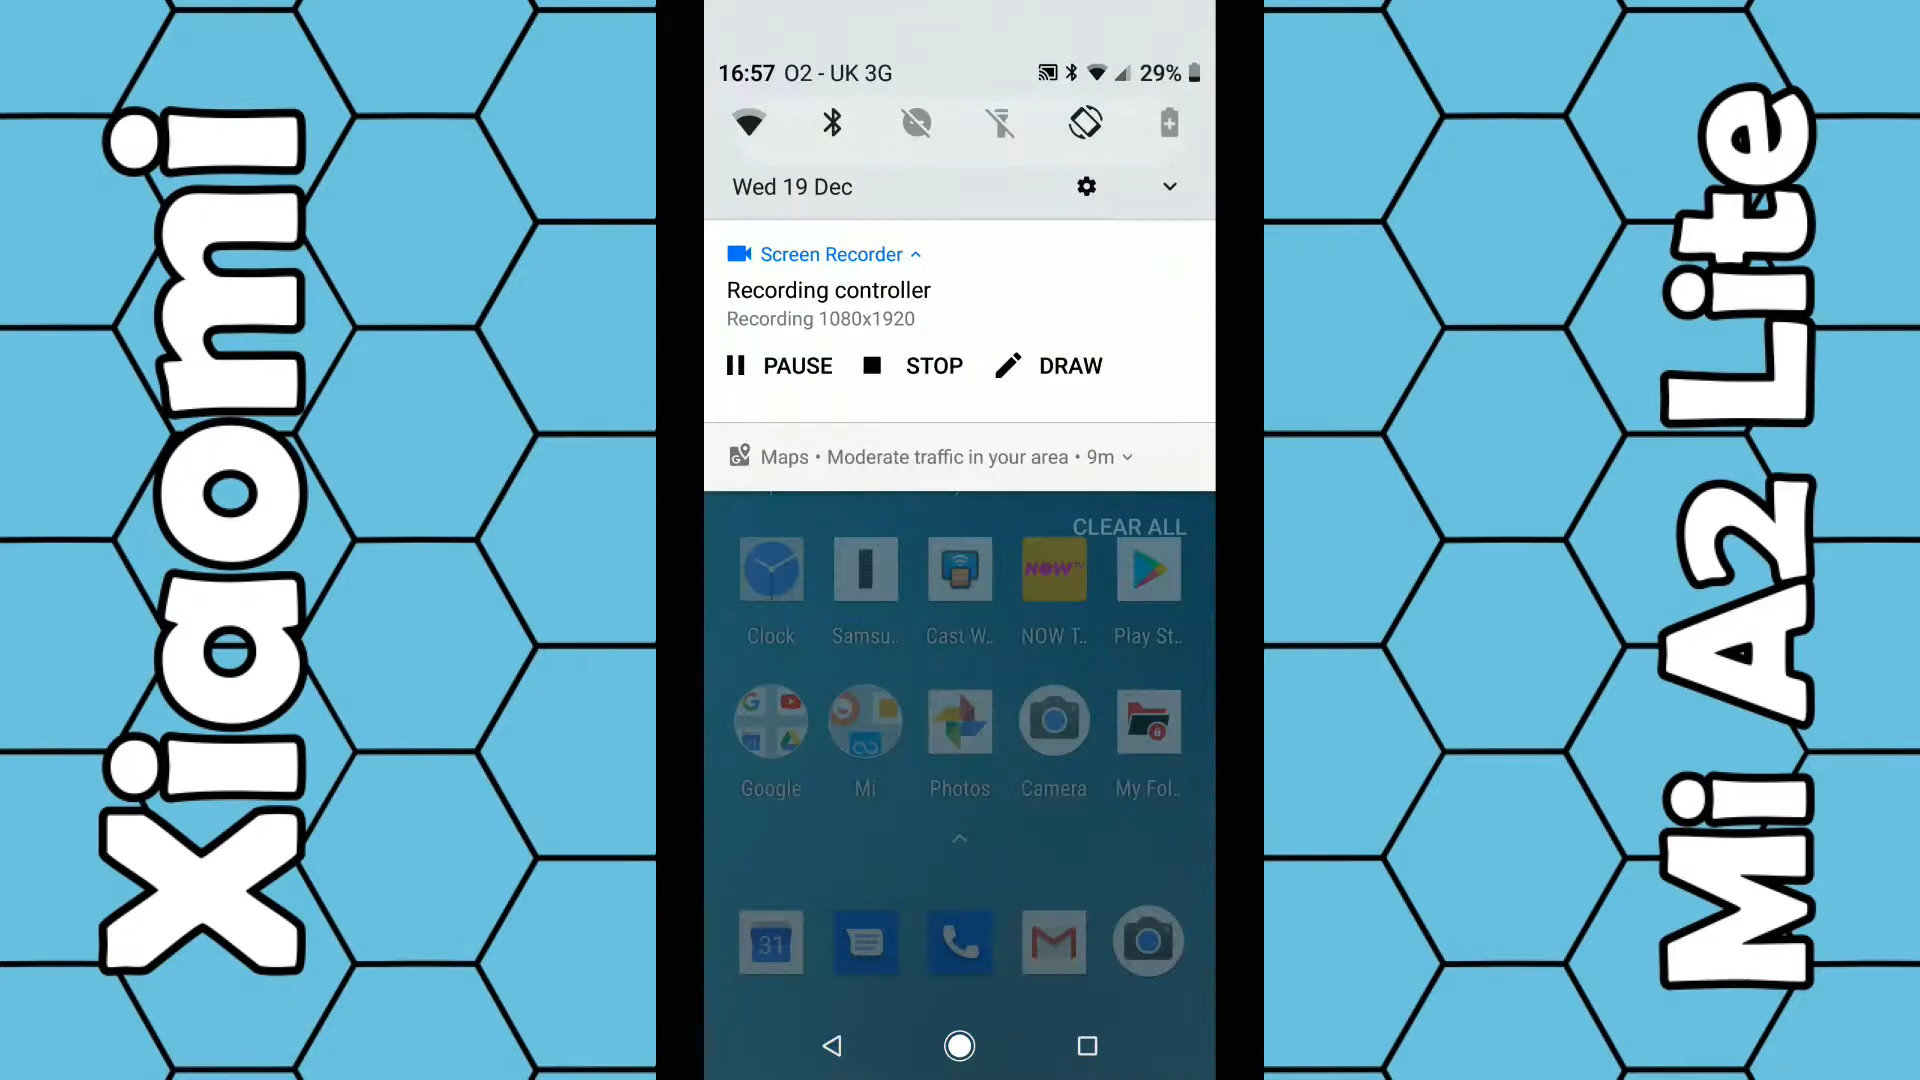 Xiaomi
16:57 O2 - UK 3G 29%
Wed 19 Dec
Screen Recorder
Recording controller
Recording 1080x1920
PAUSE STOP DRAW
Maps • Moderate traffic in your area • 9m
CLEAR ALL
NOW TV
Clock Samsu.. Cast W.. NOW T.. Play St..
G
Google Mi Photos Camera My Fol..
31
Mi A2 Lite